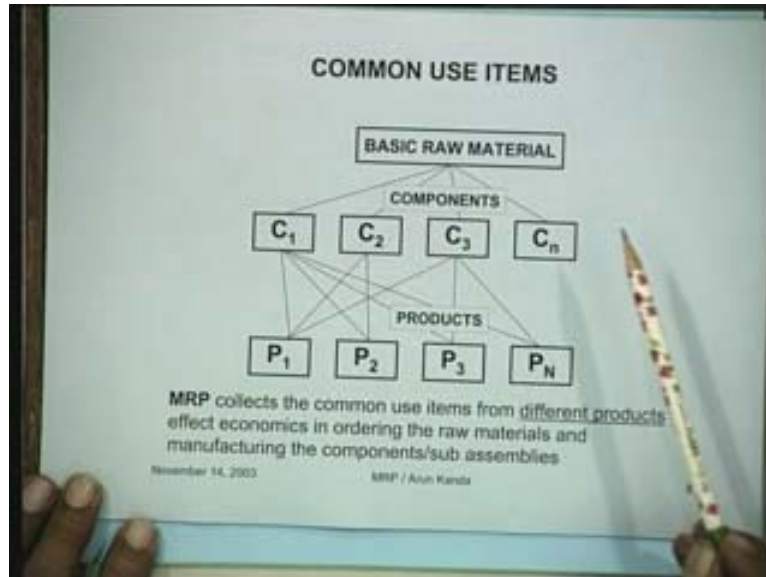 COMMON USE ITEMS
BASIC RAW MATERIAL
COMPONENTS
C1 C2 C3 Cn
PRODUCTS
P1 P2 P3 PN
MRP collects the common use items from different products
effect economics in ordering the raw materials and
manufacturing the components/sub assemblies
November 14, 2003 MRP / Arun Kanda